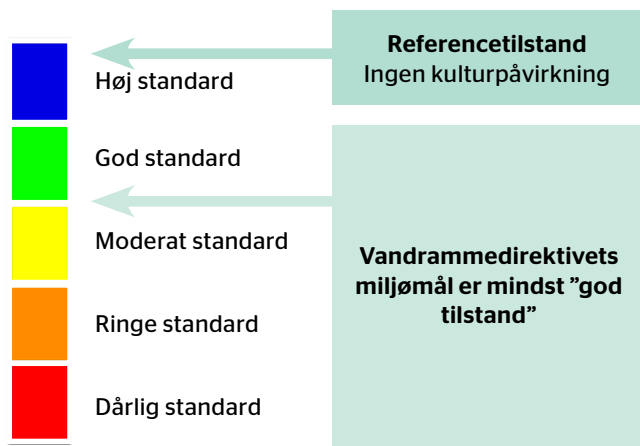 Referencetilstand
Ingen kulturpåvirkning
Høj standard
God standard
Moderat standard
Ringe standard
Dårlig standard
Vandrammedirektivets
miljømål er mindst ”god
tilstand”